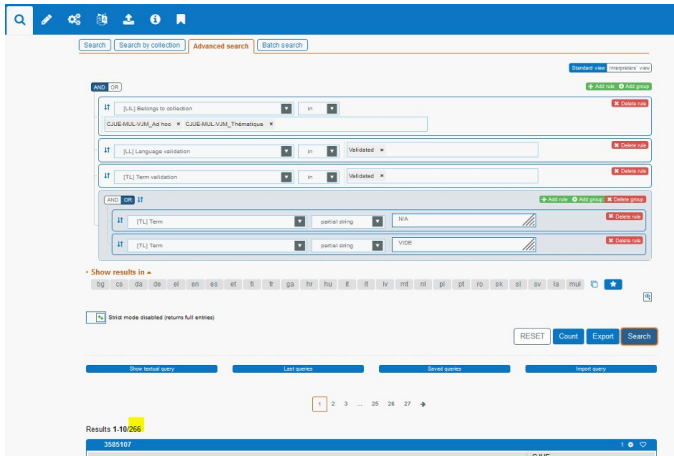 Search Search by collection Advanced search Batch search
Standard view Interpreters' view
AND OR + Add rule Add group
[LIL] Belongs to collection in Delete rule
CJUE-MUL-VJM_Ad hoc × CJUE-MUL-VJM_Thématique ×
[LL] Language validation in Validated × Delete rule
[TL] Term validation in Validated × Delete rule
AND OR + Add rule Add group Delete group
[TL] Term partial string N/A Delete rule
[TL] Term partial string VIDE Delete rule
Show results in
bg cs da de el en es et fi fr ga hr hu it lt lv mt nl pl pt ro sk sl sv la mul
Strict mode disabled (returns full entries)
RESET Count Export Search
Show textual query Last queries Saved queries Import query
1 2 3 ... 25 26 27
Results 1-10/266
3585107 1
CJUE